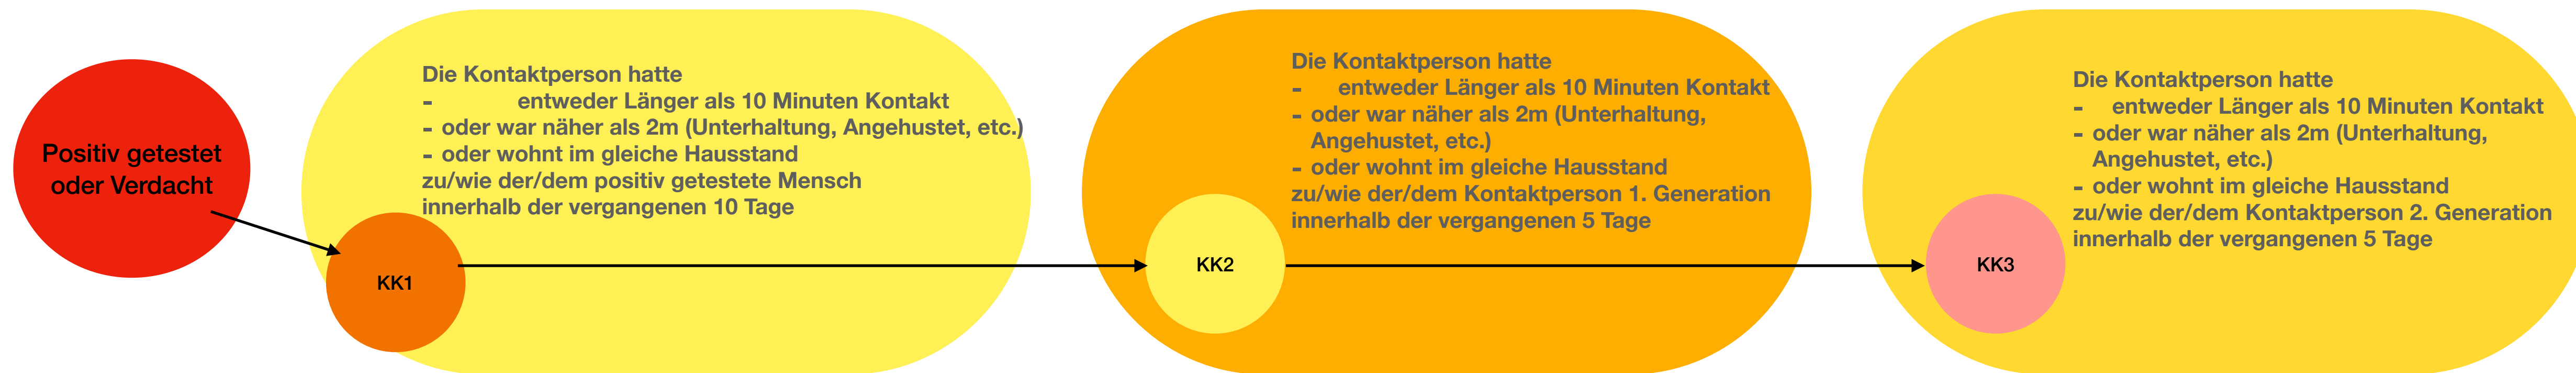 Positiv getestet
oder Verdacht
Die Kontaktperson hatte
- entweder Länger als 10 Minuten Kontakt
- oder war näher als 2m (Unterhaltung, Angehustet, etc.)
- oder wohnt im gleiche Hausstand
zu/wie der/dem positiv getestete Mensch
innerhalb der vergangenen 10 Tage
KK1
Die Kontaktperson hatte
- entweder Länger als 10 Minuten Kontakt
- oder war näher als 2m (Unterhaltung,
Angehustet, etc.)
- oder wohnt im gleiche Hausstand
zu/wie der/dem Kontaktperson 1. Generation
innerhalb der vergangenen 5 Tage
KK2
Die Kontaktperson hatte
- entweder Länger als 10 Minuten Kontakt
- oder war näher als 2m (Unterhaltung,
Angehustet, etc.)
- oder wohnt im gleiche Hausstand
zu/wie der/dem Kontaktperson 2. Generation
innerhalb der vergangenen 5 Tage
KK3